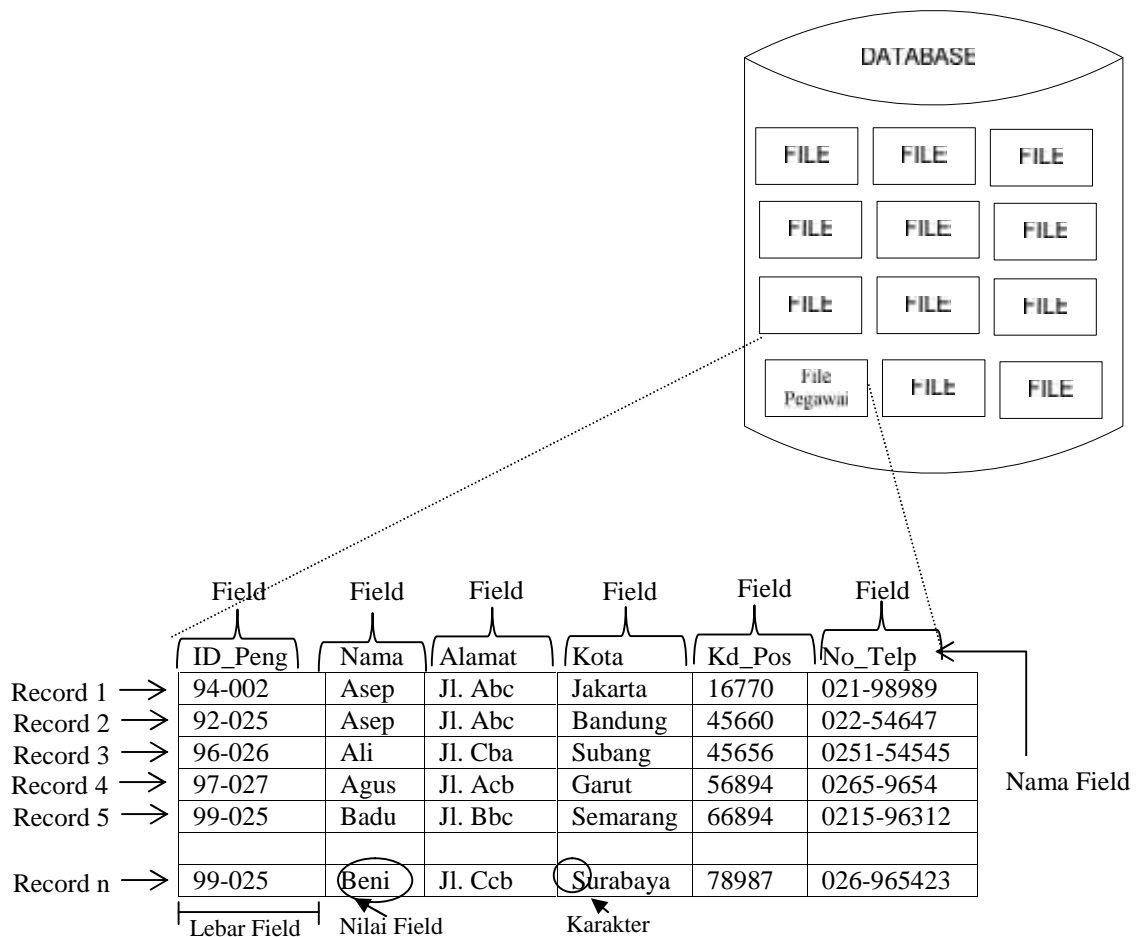 DATABASE
FILE FILE FILE
FILE FILE FILE
FILE FILE FILE
File
Pegawai
FILE FILE
Field Field Field Field Field Field
ID_Peng Nama Alamat Kota Kd_Pos No_Telp
Record 1 94-002 Asep Jl. Abc Jakarta 16770 021-98989
Record 2 92-025 Asep Jl. Abc Bandung 45660 022-54647
Record 3 96-026 Ali Jl. Cba Subang 45656 0251-54545
Record 4 97-027 Agus Jl. Acb Garut 56894 0265-9654
Nama Field
Record 5 99-025 Badu Jl. Bbc Semarang 66894 0215-96312
Record n 99-025 Beni Jl. Ccb Surabaya 78987 026-965423
Lebar Field Nilai Field Karakter